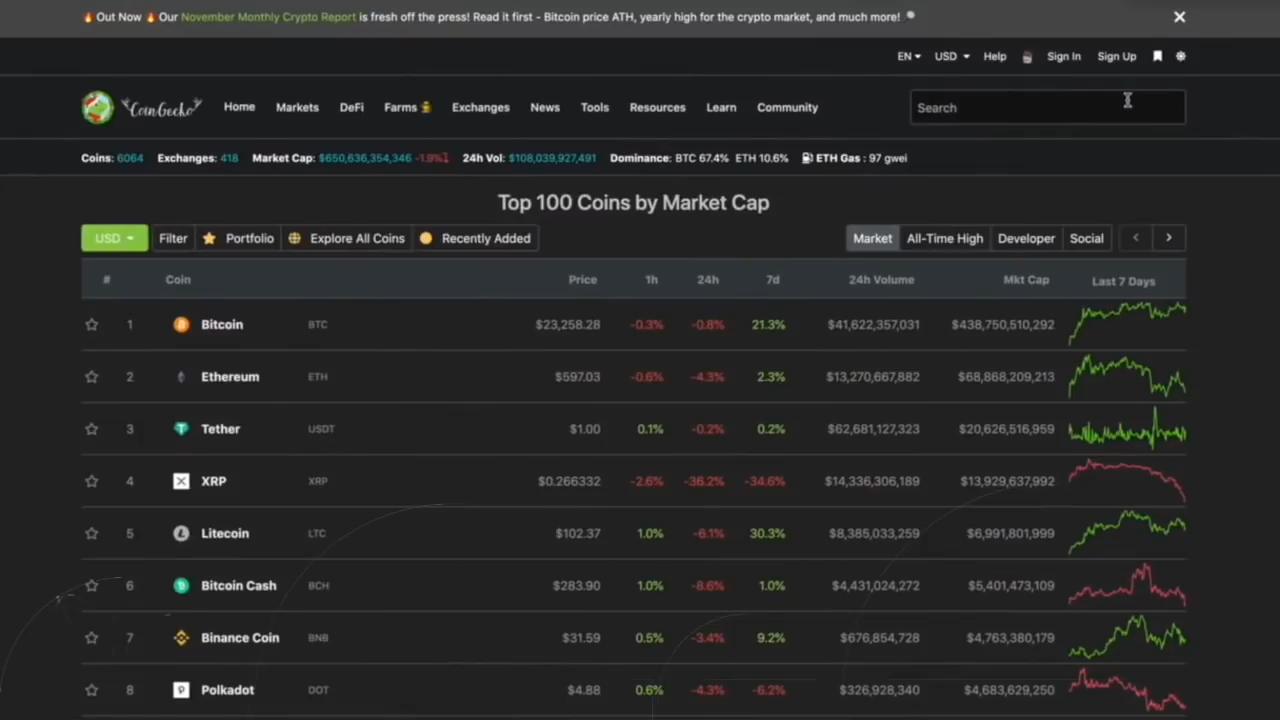 🔥 Out Now 🔥 Our November Monthly Crypto Report is fresh off the press! Read it first - Bitcoin price ATH, yearly high for the crypto market, and much more!
EN USD Help Sign In Sign Up
CoinGecko Home Markets DeFi Farms Exchanges News Tools Resources Learn Community Search
Coins: 6064 Exchanges: 418 Market Cap: $650,636,354,346 -1.9% 24h Vol: $108,039,927,491 Dominance: BTC 67.4% ETH 10.6% ETH Gas : 97 gwei
Top 100 Coins by Market Cap
USD Filter Portfolio Explore All Coins Recently Added Market All-Time High Developer Social < >
# Coin Price 1h 24h 7d 24h Volume Mkt Cap Last 7 Days
1 Bitcoin BTC $23,258.28 -0.3% -0.8% 21.3% $41,622,357,031 $438,750,510,292
2 Ethereum ETH $597.03 -0.6% -4.3% 2.3% $13,270,667,882 $68,868,209,213
3 Tether USDT $1.00 0.1% -0.2% 0.2% $62,681,127,323 $20,626,516,959
4 XRP XRP $0.266332 -2.6% -36.2% -34.6% $14,336,306,189 $13,929,637,992
5 Litecoin LTC $102.37 1.0% -6.1% 30.3% $8,385,033,259 $6,991,801,999
6 Bitcoin Cash BCH $283.90 1.0% -8.6% 1.0% $4,431,024,272 $5,401,473,109
7 Binance Coin BNB $31.59 0.5% -3.4% 9.2% $676,854,728 $4,763,380,179
8 Polkadot DOT $4.88 0.6% -4.3% -6.2% $326,928,340 $4,683,629,250